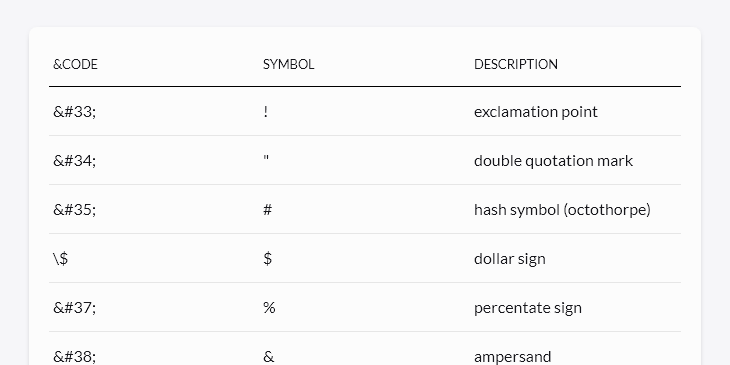 &CODE SYMBOL DESCRIPTION
&#33; ! exclamation point
&#34; " double quotation mark
&#35; # hash symbol (octothorpe)
\$ $ dollar sign
&#37; % percentate sign
&#38; & ampersand